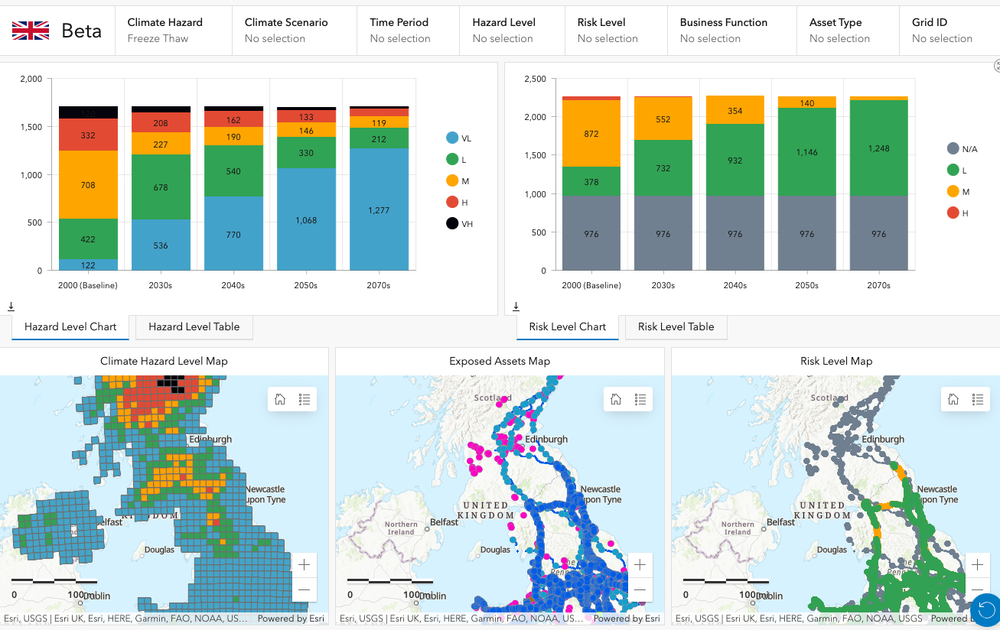 Beta
Climate Hazard
Freeze Thaw
Climate Scenario
No selection
Time Period
No selection
Hazard Level
No selection
Risk Level
No selection
Business Function
No selection
Asset Type
No selection
Grid ID
No selection
2,000
1,500
1,000
500
0
120
332
708
422
122
208
227
678
536
162
190
540
770
133
146
330
1,068
119
212
1,277
2000 (Baseline)
2030s
2040s
2050s
2070s
VL
L
M
H
VH
2,500
2,000
1,500
1,000
500
0
872
378
976
552
732
976
354
932
976
140
1,146
976
1,248
976
2000 (Baseline)
2030s
2040s
2050s
2070s
N/A
L
M
H
Hazard Level Chart
Hazard Level Table
Risk Level Chart
Risk Level Table
Climate Hazard Level Map
Edinburgh
Newcastle
upon Tyne
KINGDOM
Belfast
Douglas
0
100
Dublin
Esri, USGS | Esri UK, Esri, HERE, Garmin, FAO, NOAA, US...
Powered by Esri
Exposed Assets Map
Scotland
Edinburgh
Newcastle
upon Tyne
UNITED
KINGDOM
Northern
Ireland
Belfast
Douglas
The
Penn
0
100
Dublin
Esri, USGS | Esri UK, Esri, HERE, Garmin, FAO, NOAA, US...
Powered by Esri
Risk Level Map
Scotland
Edinburgh
Newcastle
upon Tyne
UNITED
KINGDOM
Northern
Ireland
Belfast
Douglas
The
Penn
0
100
Dublin
Esri, USGS | Esri UK, Esri, HERE, Garmin, FAO, NOAA, USGS
Powered